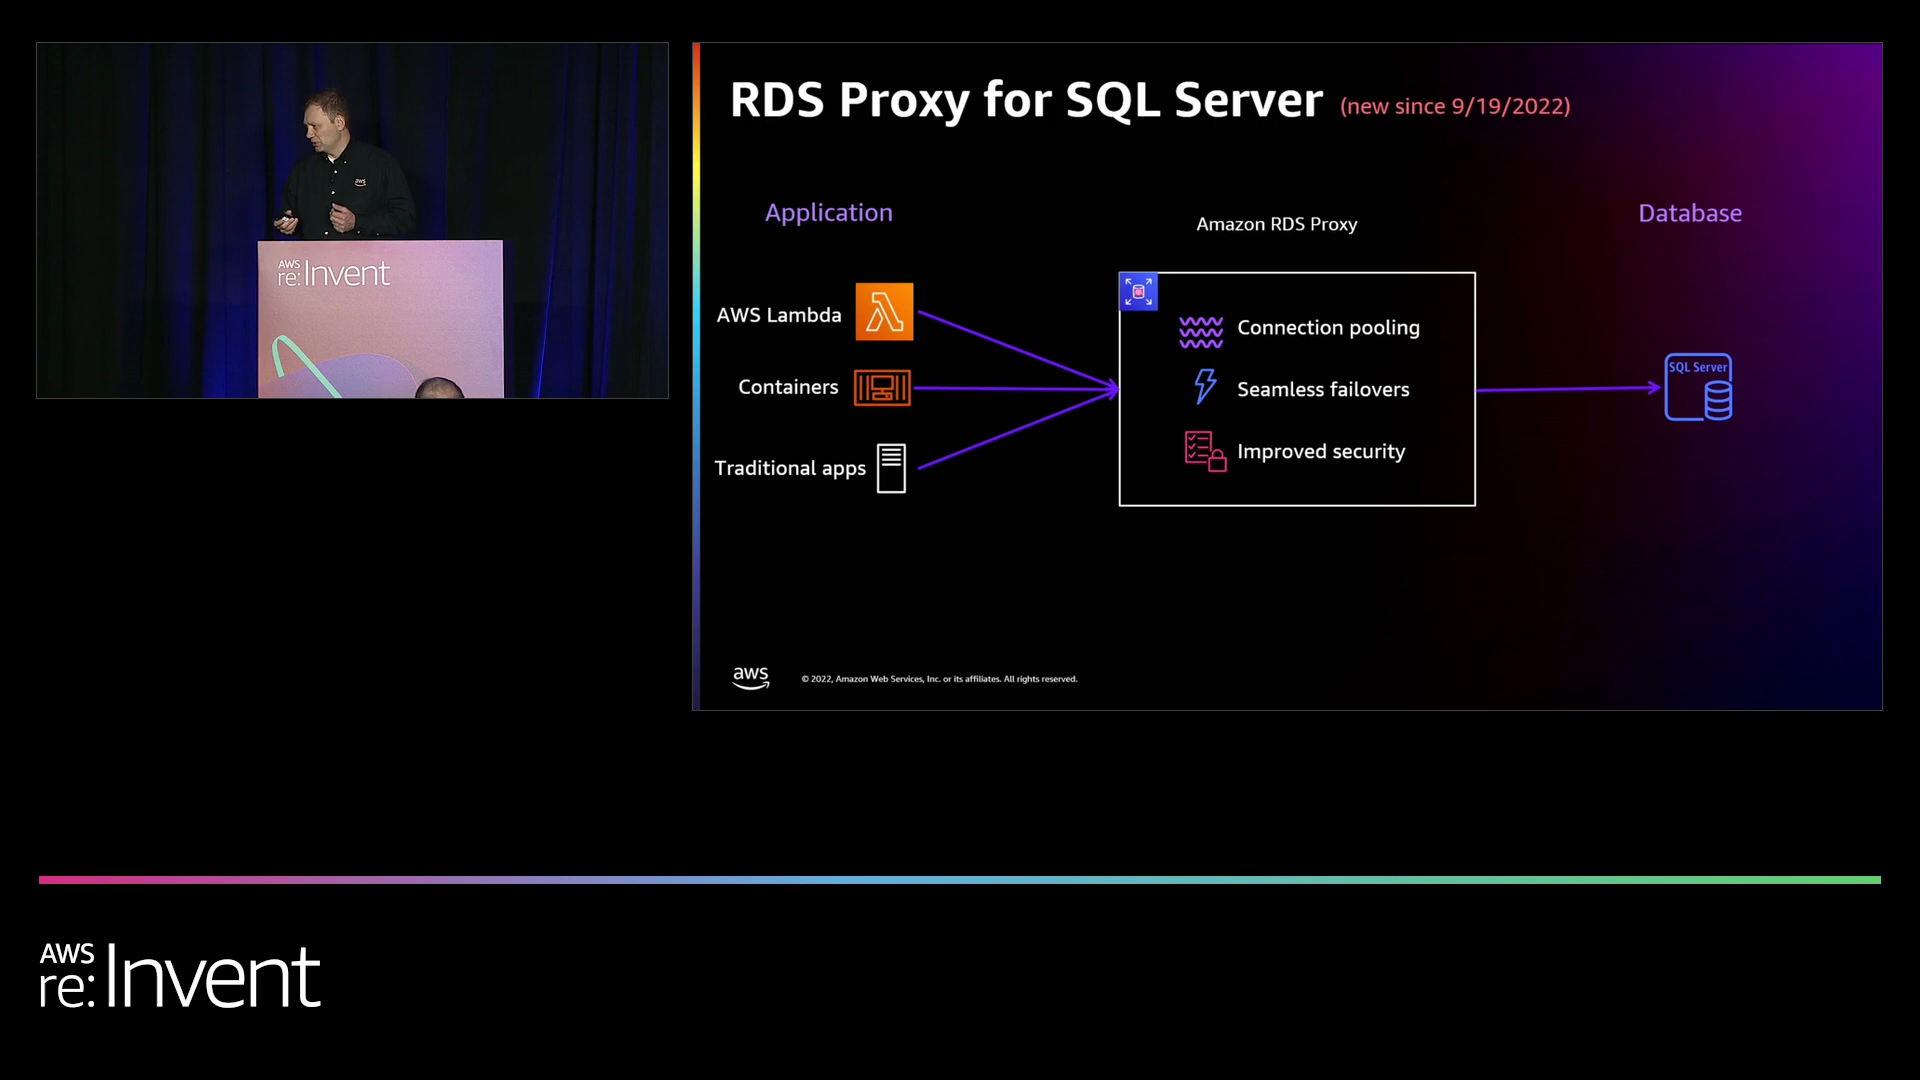 aws
AWS
re:Invent
RDS Proxy for SQL Server (new since 9/19/2022)
Application
Amazon RDS Proxy
Database
AWS Lambda
Connection pooling
Containers
Seamless failovers
SQL Server
Traditional apps
Improved security
aws
© 2022, Amazon Web Services, Inc. or its affiliates. All rights reserved.
AWS
re:Invent